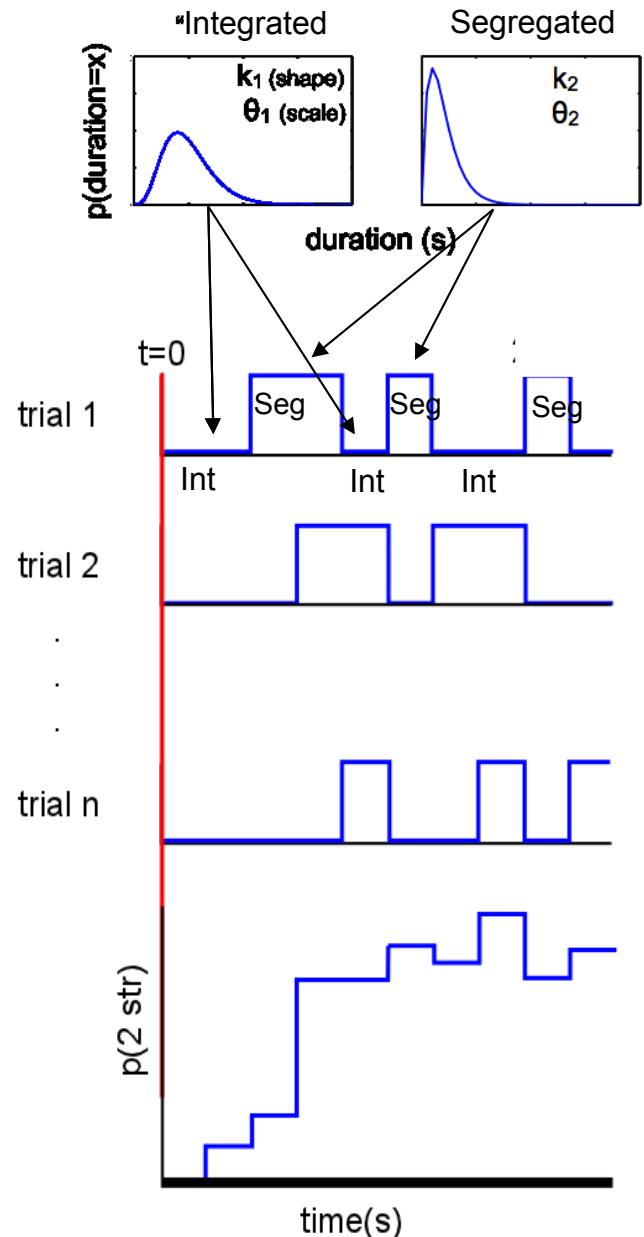 "Integrated
Segregated
p(duration=x)
k₁ (shape)
θ₁ (scale)
k₂
θ₂
duration (s)
t=0
trial 1
Seg
Seg
Seg
Int
Int
Int
trial 2
.
.
.
trial n
p(2 str)
time(s)